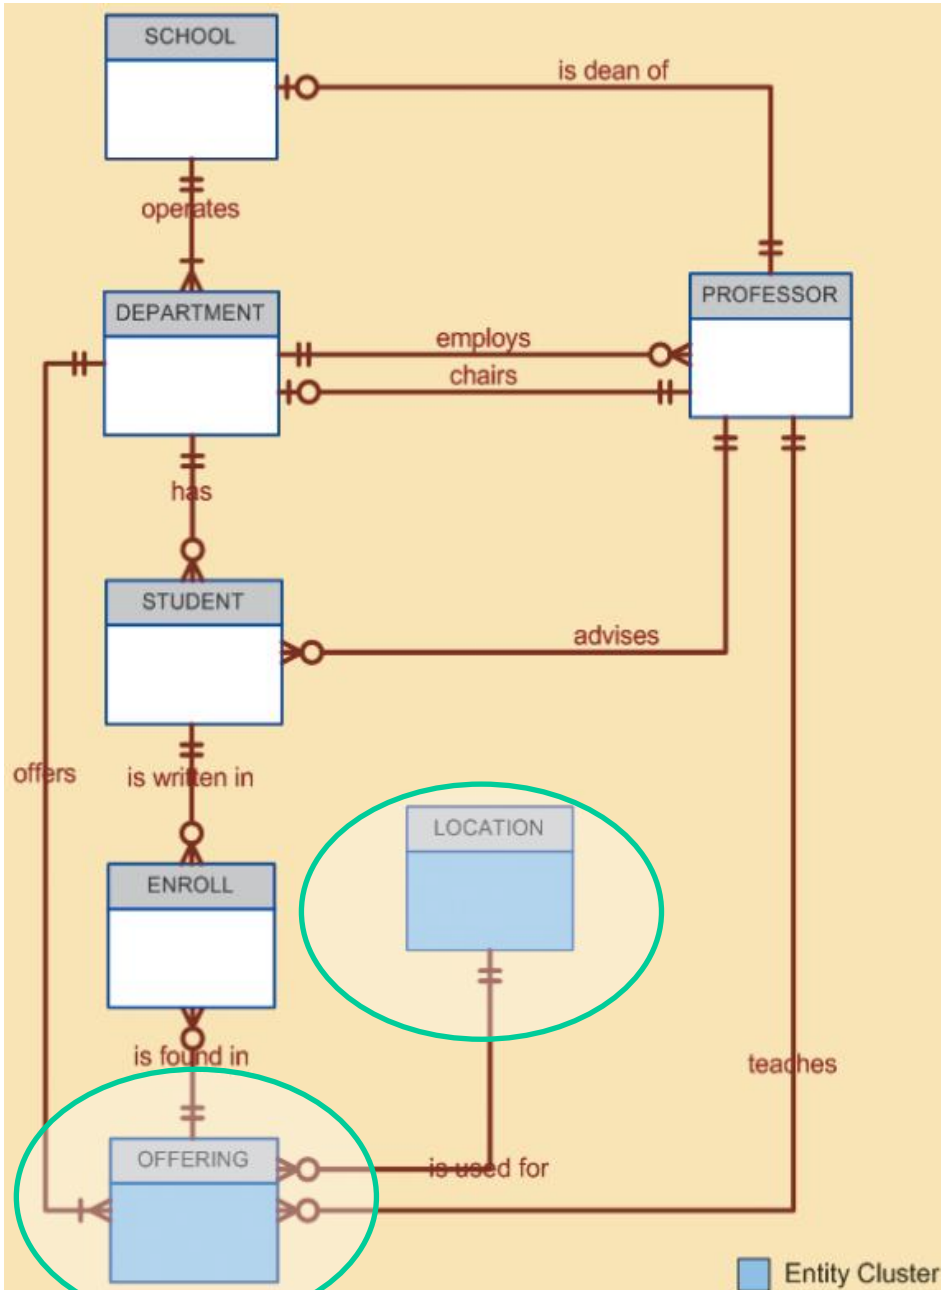 SCHOOL
is dean of
operates
PROFESSOR
DEPARTMENT
employs
chairs
has
STUDENT
advises
offers
is written in
LOCATION
ENROLL
is found in
teaches
OFFERING
is used for
Entity Cluster